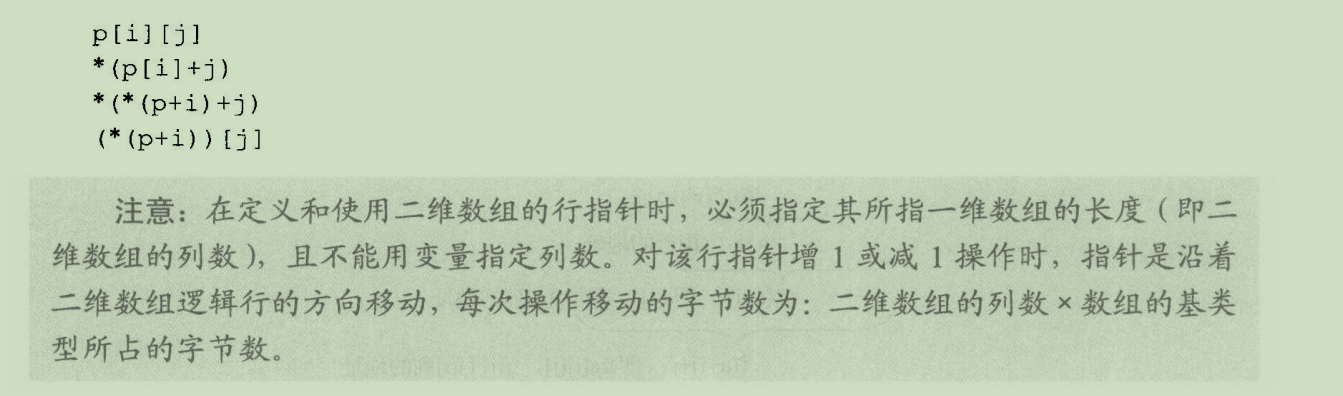 p[i][j]
*(p[i]+j)
*(*(p+i)+j)
(*(p+i))[j]
注意：在定义和使用二维数组的行指针时，必须指定其所指一维数组的长度（即二
维数组的列数），且不能用变量指定列数。对该行指针增 1 或减 1 操作时，指针是沿着
二维数组逻辑行的方向移动，每次操作移动的字节数为：二维数组的列数×数组的基类
型所占的字节数。